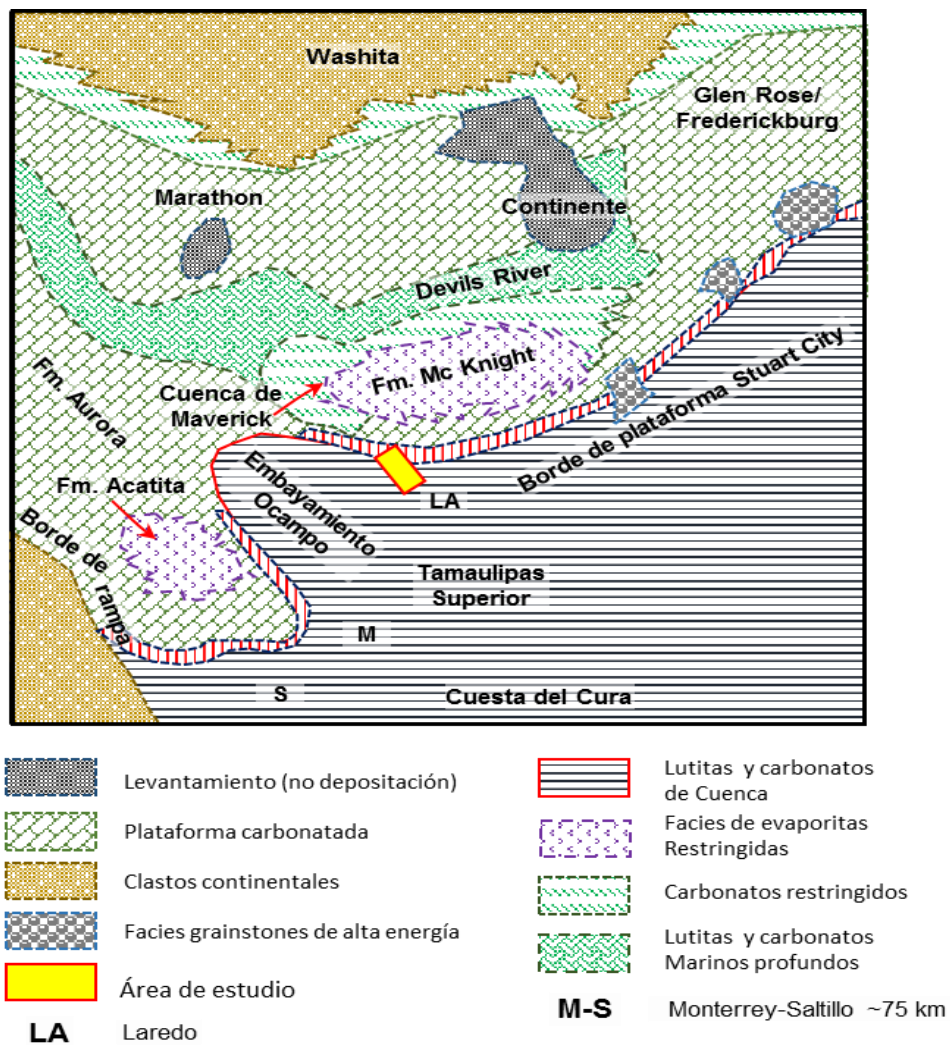 Washita
Glen Rose/
Frederickburg
Marathon
Continente
Devils River
Fm. Mc Knight
Cuenca de
Maverick
Fm. Aurora
Borde de plataforma Stuart City
Fm. Acatita
Embayamiento
Ocampo
LA
Borde de rampa
Tamaulipas
Superior
M
S
Cuesta del Cura
Levantamiento (no depositación)
Plataforma carbonatada
Clastos continentales
Facies grainstones de alta energía
Área de estudio
LA Laredo
Lutitas y carbonatos
de Cuenca
Facies de evaporitas
Restringidas
Carbonatos restringidos
Lutitas y carbonatos
Marinos profundos
M-S Monterrey-Saltillo ~75 km